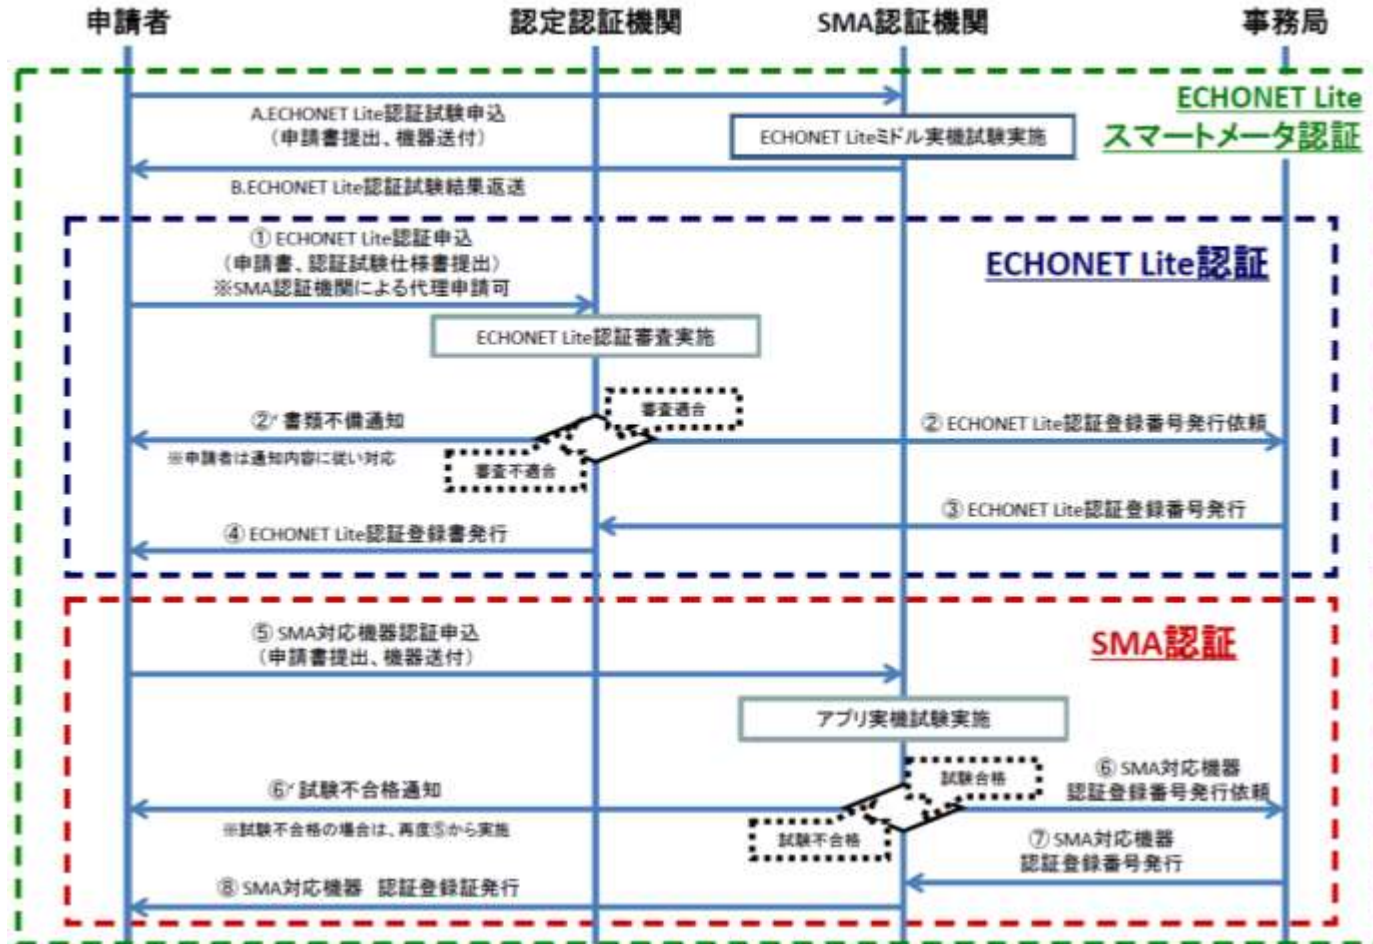 申請者
認定認証機関
SMA認証機関
事務局
ECHONET Lite
スマートメータ認証
A.ECHONET Lite認証試験申込
（申請書提出、機器送付）
ECHONET Liteミドル実機試験実施
B.ECHONET Lite認証試験結果返送
① ECHONET Lite認証申込
（申請書、認証試験仕様書提出）
※SMA認証機関による代理申請可
ECHONET Lite認証
ECHONET Lite認証審査実施
審査適合
②’ 書類不備通知
② ECHONET Lite認証登録番号発行依頼
※申請者は通知内容に従い対応
審査不適合
③ ECHONET Lite認証登録番号発行
④ ECHONET Lite認証登録書発行
⑤ SMA対応機器認証申込
（申請書提出、機器送付）
SMA認証
アプリ実機試験実施
試験合格
⑥ SMA対応機器
認証登録番号発行依頼
⑥’ 試験不合格通知
※試験不合格の場合は、再度⑤から実施
試験不合格
⑦ SMA対応機器
認証登録番号発行
⑧ SMA対応機器　認証登録証発行